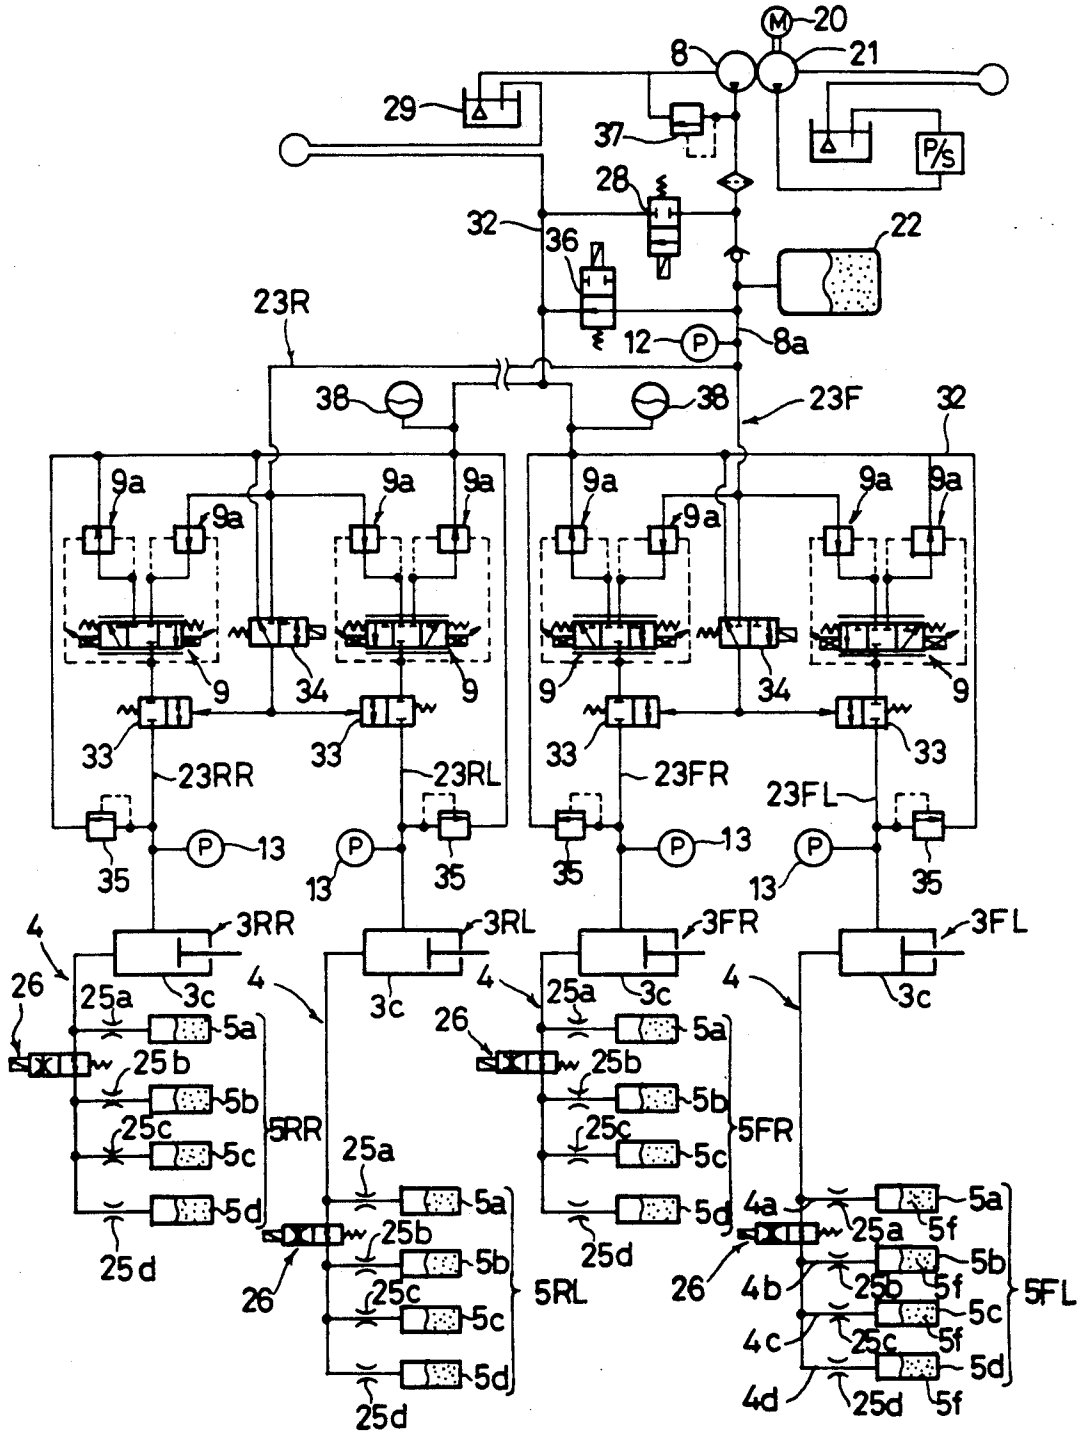 M 20
8 21
29
37
P/S
28
32 36
22
23R
12 P 8a
38 38 23F 32
9a 9a 9a 9a 9a 9a 9a 9a
9 34 9 9 34 9
33 33 33 33
23RR 23RL 23FR 23FL
P 13 P 13 P 13 P 13
35 35 35 35
3RR 3RL 3FR 3FL
4 3c 4 3c 4 3c 4 3c
26 25a 5a 26 25a 5a
25b 5b 25b 5b
25c 5RR 25c 5FR
5c 5c
5d 5d
25d 25d
25a 5a 4a 25a 5f 5a
26 25b 5b 26 4b 25b 5f 5b
25c 5c 5RL 4c 25c 5f 5c 5FL
5d 4d 5d
25d 25d 5f